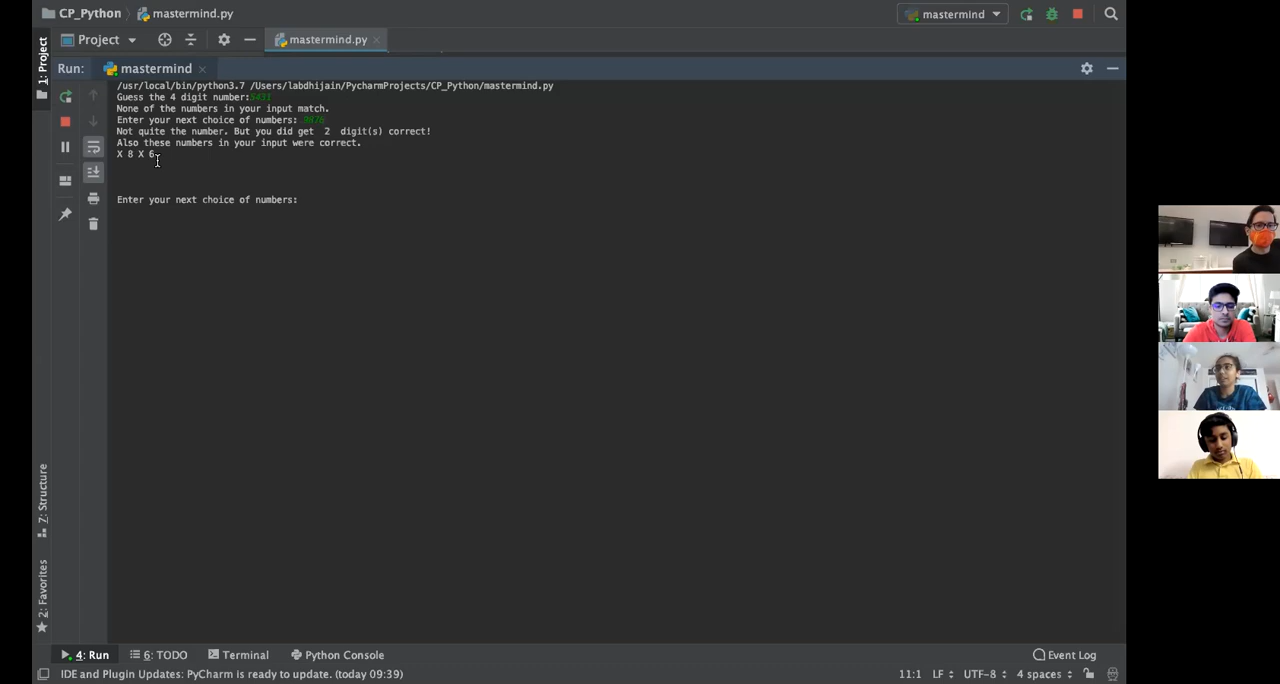 CP_Python mastermind.py mastermind
Project mastermind.py
1: Project
Run: mastermind
/usr/local/bin/python3.7 /Users/labdhijain/PycharmProjects/CP_Python/mastermind.py
Guess the 4 digit number:5431
None of the numbers in your input match.
Enter your next choice of numbers: 9876
Not quite the number. But you did get  2  digit(s) correct!
Also these numbers in your input were correct.
X 8 X 6
Enter your next choice of numbers:
7: Structure
2: Favorites
4: Run 6: TODO Terminal Python Console Event Log
IDE and Plugin Updates: PyCharm is ready to update. (today 09:39) 11:1 LF UTF-8 4 spaces